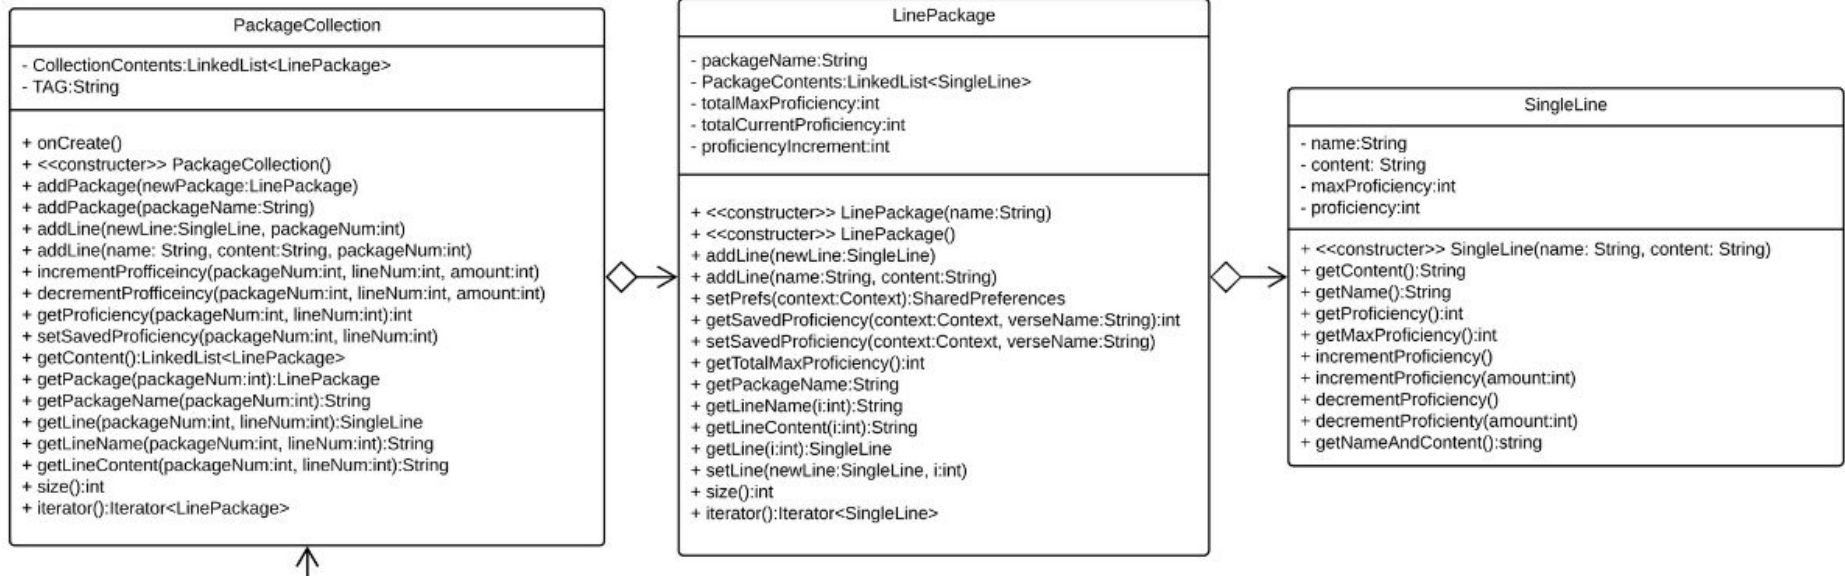 PackageCollection
- CollectionContents:LinkedList<LinePackage>
- TAG:String
+ onCreate()
+ <<constructer>> PackageCollection()
+ addPackage(newPackage:LinePackage)
+ addPackage(packageName:String)
+ addLine(newLine:SingleLine, packageNum:int)
+ addLine(name: String, content:String, packageNum:int)
+ incrementProfficeincy(packageNum:int, lineNum:int, amount:int)
+ decrementProfficeincy(packageNum:int, lineNum:int, amount:int)
+ getProficiency(packageNum:int, lineNum:int):int
+ setSavedProficiency(packageNum:int, lineNum:int)
+ getContent():LinkedList<LinePackage>
+ getPackage(packageNum:int):LinePackage
+ getPackageName(packageNum:int):String
+ getLine(packageNum:int, lineNum:int):SingleLine
+ getLineName(packageNum:int, lineNum:int):String
+ getLineContent(packageNum:int, lineNum:int):String
+ size():int
+ iterator():Iterator<LinePackage>
LinePackage
- packageName:String
- PackageContents:LinkedList<SingleLine>
- totalMaxProficiency:int
- totalCurrentProficiency:int
- proficiencyIncrement:int
+ <<constructer>> LinePackage(name:String)
+ <<constructer>> LinePackage()
+ addLine(newLine:SingleLine)
+ addLine(name:String, content:String)
+ setPrefs(context:Context):SharedPreferences
+ getSavedProficiency(context:Context, verseName:String):int
+ setSavedProficiency(context:Context, verseName:String)
+ getTotalMaxProficiency():int
+ getPackageName:String
+ getLineName(i:int):String
+ getLineContent(i:int):String
+ getLine(i:int):SingleLine
+ setLine(newLine:SingleLine, i:int)
+ size():int
+ iterator():Iterator<SingleLine>
SingleLine
- name:String
- content: String
- maxProficiency:int
- proficiency:int
+ <<constructer>> SingleLine(name: String, content: String)
+ getContent():String
+ getName():String
+ getProficiency():int
+ getMaxProficiency():int
+ incrementProficiency()
+ incrementProficiency(amount:int)
+ decrementProficiency()
+ decrementProficienty(amount:int)
+ getNameAndContent():string